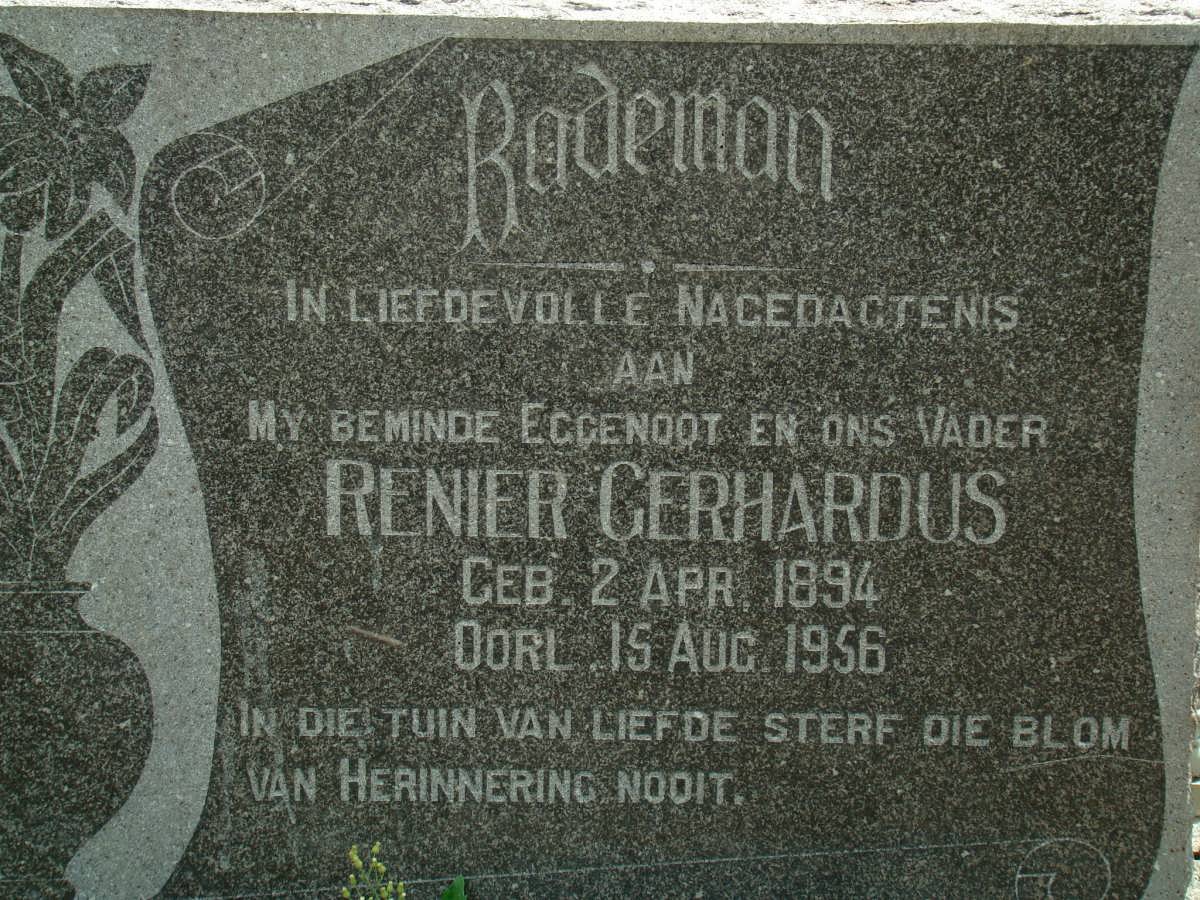 Rademan
IN LIEFDEVOLLE NAGEDAGTENIS
AAN
MY BEMINDE EGGENOOT EN ONS VADER
RENIER GERHARDUS
GEB. 2 APR. 1894
OORL. 15 AUG. 1956
IN DIE TUIN VAN LIEFDE STERF DIE BLOM
VAN HERINNERING NOOIT.